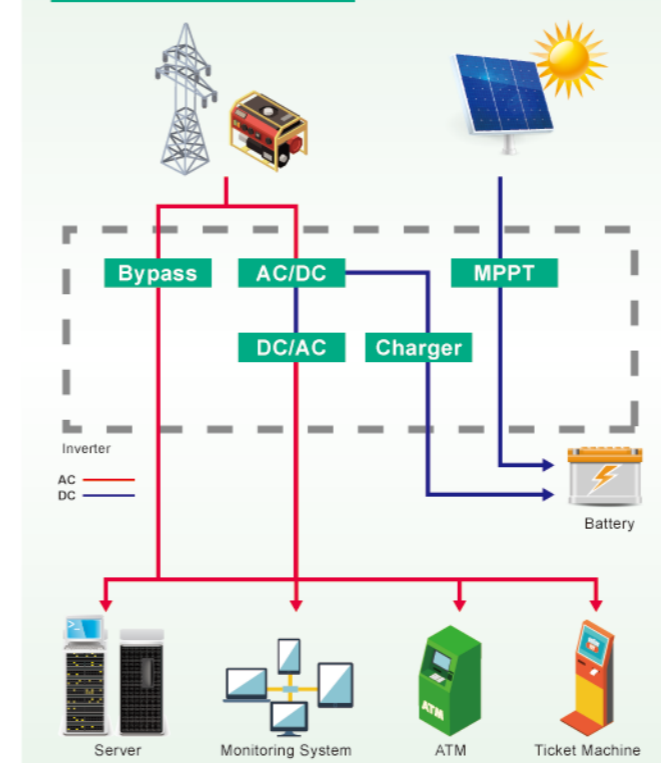 Bypass
AC/DC
MPPT
DC/AC
Charger
Inverter
AC
DC
Battery
ATM
Server
Monitoring System
ATM
Ticket Machine